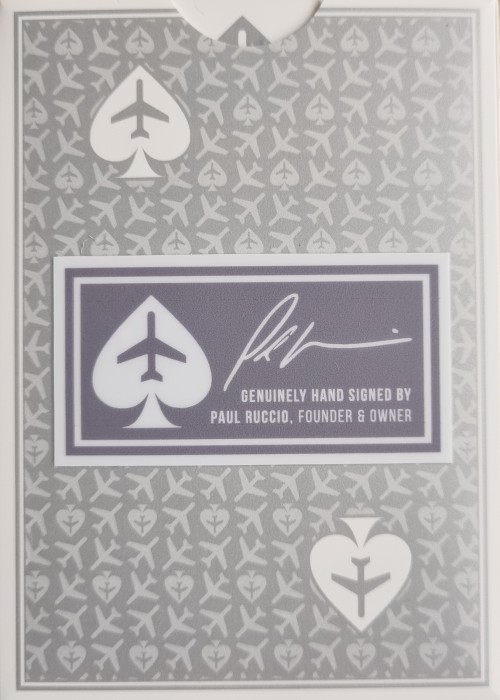 GENUINELY HAND SIGNED BY
PAUL RUCCIO, FOUNDER & OWNER